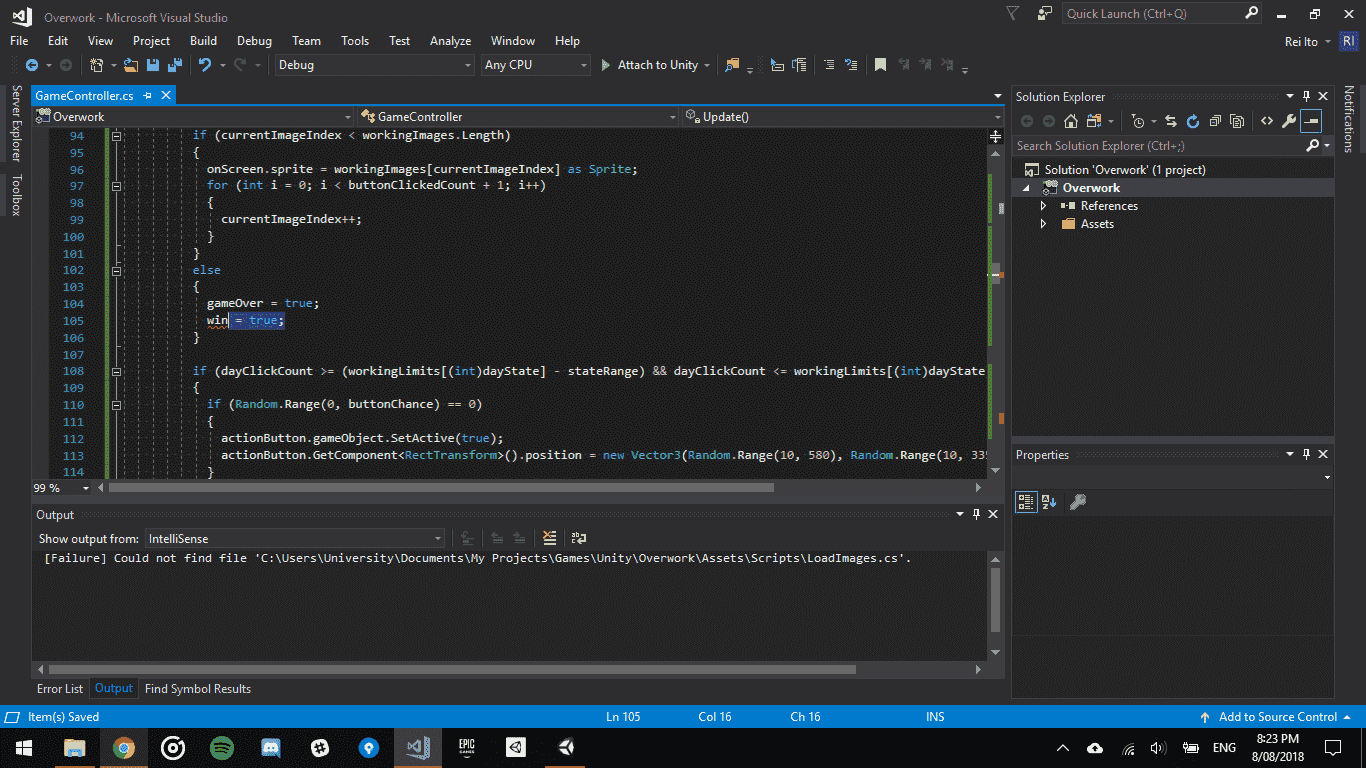 Overwork - Microsoft Visual Studio
Quick Launch (Ctrl+Q)
File Edit View Project Build Debug Team Tools Test Analyze Window Help
Rei Ito RI
Debug Any CPU Attach to Unity
Server Explorer
Toolbox
GameController.cs
Overwork GameController Update()
94 if (currentImageIndex < workingImages.Length)
95 {
96 onScreen.sprite = workingImages[currentImageIndex] as Sprite;
97 for (int i = 0; i < buttonClickedCount + 1; i++)
98 {
99 currentImageIndex++;
100 }
101 }
102 else
103 {
104 gameOver = true;
105 win = true;
106 }
107
108 if (dayClickCount >= (workingLimits[(int)dayState] - stateRange) && dayClickCount <= workingLimits[(int)dayState
109 {
110 if (Random.Range(0, buttonChance) == 0)
111 {
112 actionButton.gameObject.SetActive(true);
113 actionButton.GetComponent<RectTransform>().position = new Vector3(Random.Range(10, 580), Random.Range(10, 335
114 }
99 %
Output
Show output from: IntelliSense
[Failure] Could not find file 'C:\Users\University\Documents\My Projects\Games\Unity\Overwork\Assets\Scripts\LoadImages.cs'.
Error List Output Find Symbol Results
Solution Explorer
Search Solution Explorer (Ctrl+;)
Solution 'Overwork' (1 project)
Overwork
References
Assets
Properties
Notifications
Item(s) Saved Ln 105 Col 16 Ch 16 INS Add to Source Control
EPIC
GAMES
ENG
8:23 PM
8/08/2018